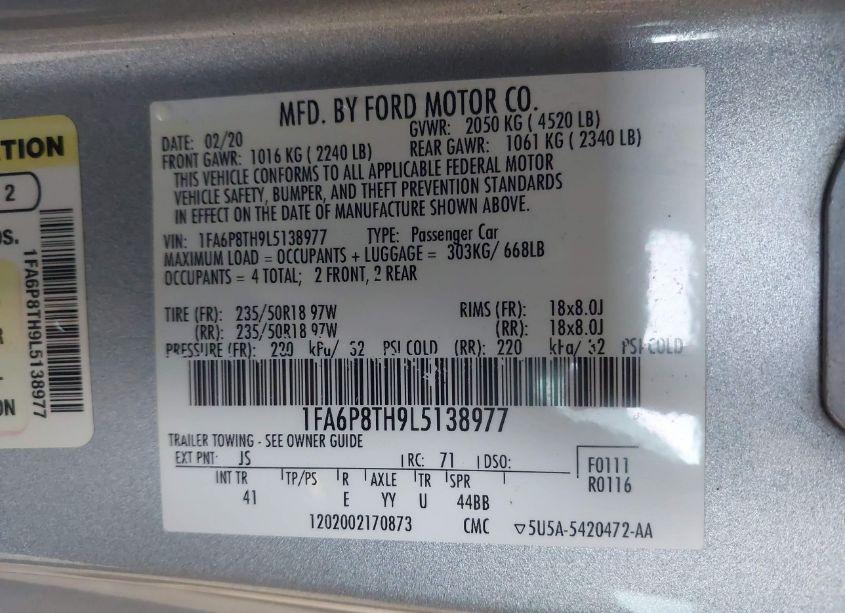 TION
2
OS.
R
ON
1FA6P8TH9L5138977
MFD. BY FORD MOTOR CO.
DATE: 02/20 GVWR: 2050 KG ( 4520 LB)
FRONT GAWR: 1016 KG ( 2240 LB) REAR GAWR: 1061 KG ( 2340 LB)
THIS VEHICLE CONFORMS TO ALL APPLICABLE FEDERAL MOTOR
VEHICLE SAFETY, BUMPER, AND THEFT PREVENTION STANDARDS
IN EFFECT ON THE DATE OF MANUFACTURE SHOWN ABOVE.
VIN: 1FA6P8TH9L5138977 TYPE: Passenger Car
MAXIMUM LOAD = OCCUPANTS + LUGGAGE = 303KG/ 668LB
OCCUPANTS = 4 TOTAL; 2 FRONT, 2 REAR
TIRE (FR): 235/50R18 97W RIMS (FR): 18x8.0J
(RR): 235/50R18 97W (RR): 18x8.0J
PRESSURE (FR): 220 kPa/ 32 PSI COLD (RR): 220 kPa/ 32 PSI COLD
1FA6P8TH9L5138977
TRAILER TOWING - SEE OWNER GUIDE
EXT PNT: JS RC: 71 DSO: F0111
R0116
INT TR TP/PS R AXLE TR SPR
41 E YY U 44BB
1202002170873 CMC ▽5U5A-5420472-AA